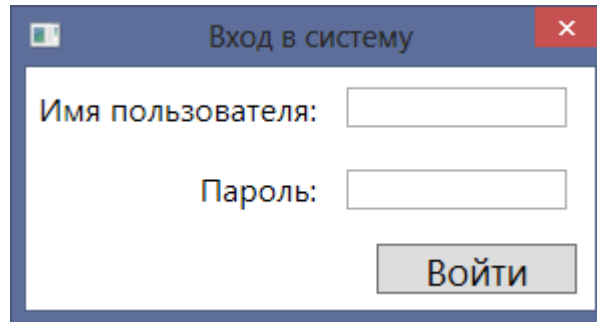 Вход в систему
Имя пользователя:
Пароль:
Войти